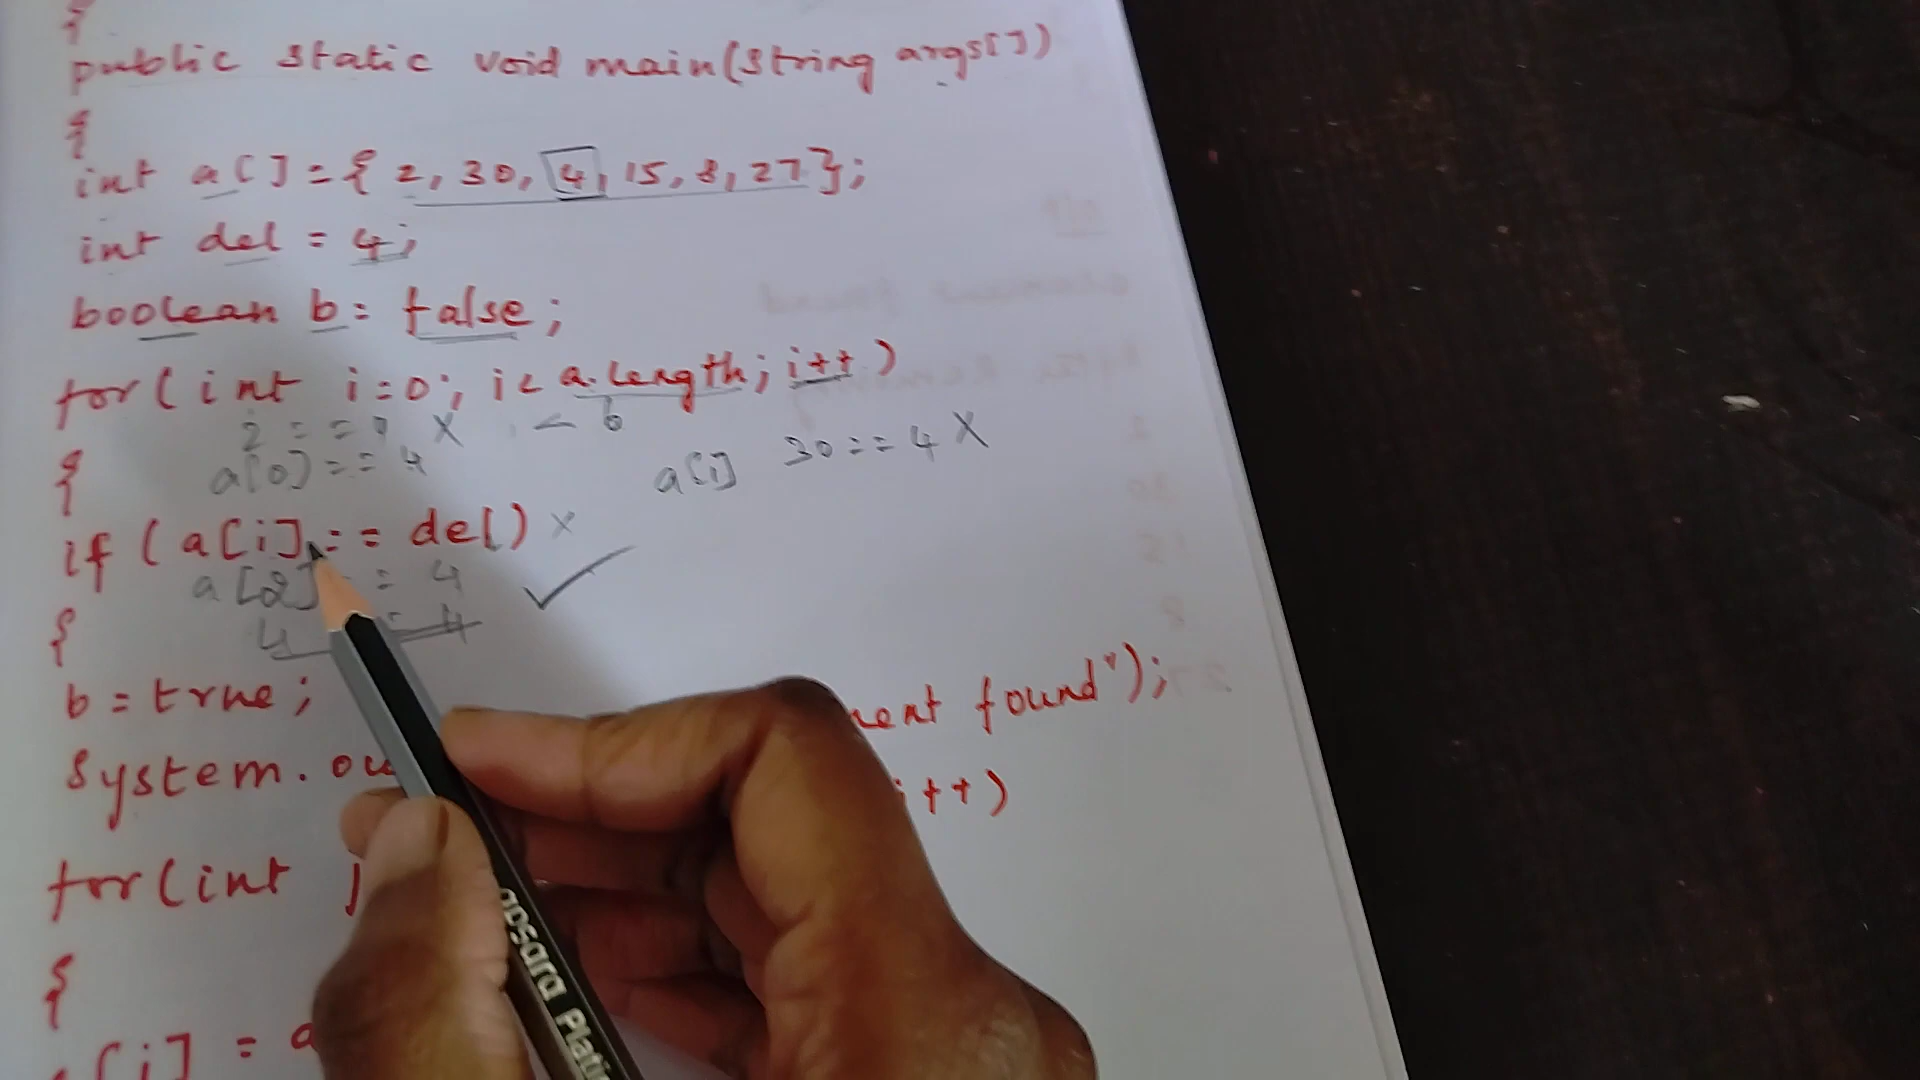 {
public static void main(String args[])
{
int a[]={2, 30, 4, 15, 8, 27};
int del = 4;
boolean b = false;
for(int i=0; i< a.length; i++)
2 == 4 X < 6
{ a[0] == 4
a[1] 30 == 4 X
if (a[i] == del) X
a[2] = 4
{ 4 = 4
b = true;
found");
System.
i++)
for(int j
{
a[j] = a
apsara